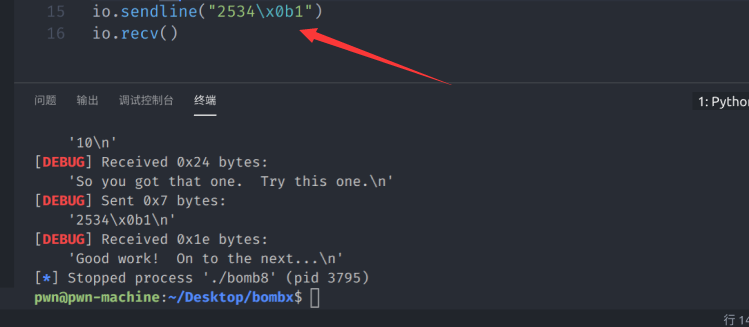 15 io.sendline("2534\x0b1")
16 io.recv()
问题 输出 调试控制台 终端 1: Pytho
'10\n'
[DEBUG] Received 0x24 bytes:
'So you got that one.  Try this one.\n'
[DEBUG] Sent 0x7 bytes:
'2534\x0b1\n'
[DEBUG] Received 0x1e bytes:
'Good work!  On to the next...\n'
[*] Stopped process './bomb8' (pid 3795)
pwn@pwn-machine:~/Desktop/bombx$
行 14